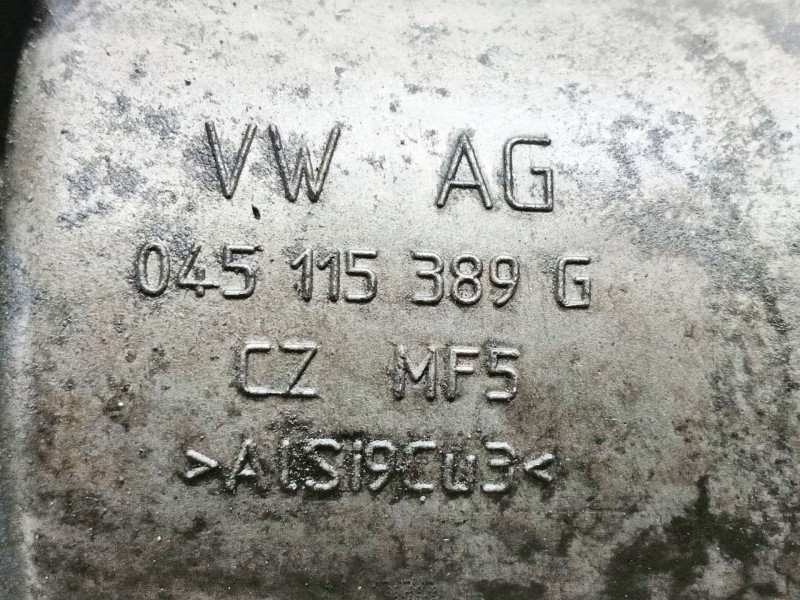 VW AG
045 115 389 G
CZ MF5
>AlSi9Cu3<